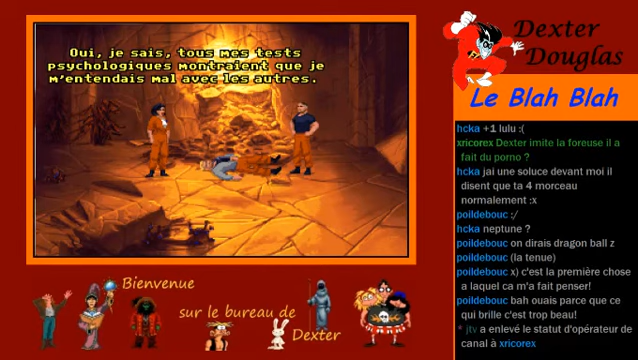 Oui, je sais, tous mes tests
psychologiques montraient que je
m'entendais mal avec les autres.
Dexter
Douglas
Le Blah Blah
hcka +1 lulu :(
xricorex Dexter imite la foreuse il a
fait du porno ?
hcka jai une soluce devant moi il
disent que ta 4 morceau
normalement :x
poildebouc :/
hcka neptune ?
poildebouc on dirais dragon ball z
poildebouc (la tenue)
poildebouc x) c'est la première chose
a laquel ca m'a fait penser!
poildebouc bah ouais parce que ce
qui brille c'est trop beau!
* jtv a enlevé le statut d'opérateur de
canal à xricorex
Bienvenue
sur le bureau de
Dexter